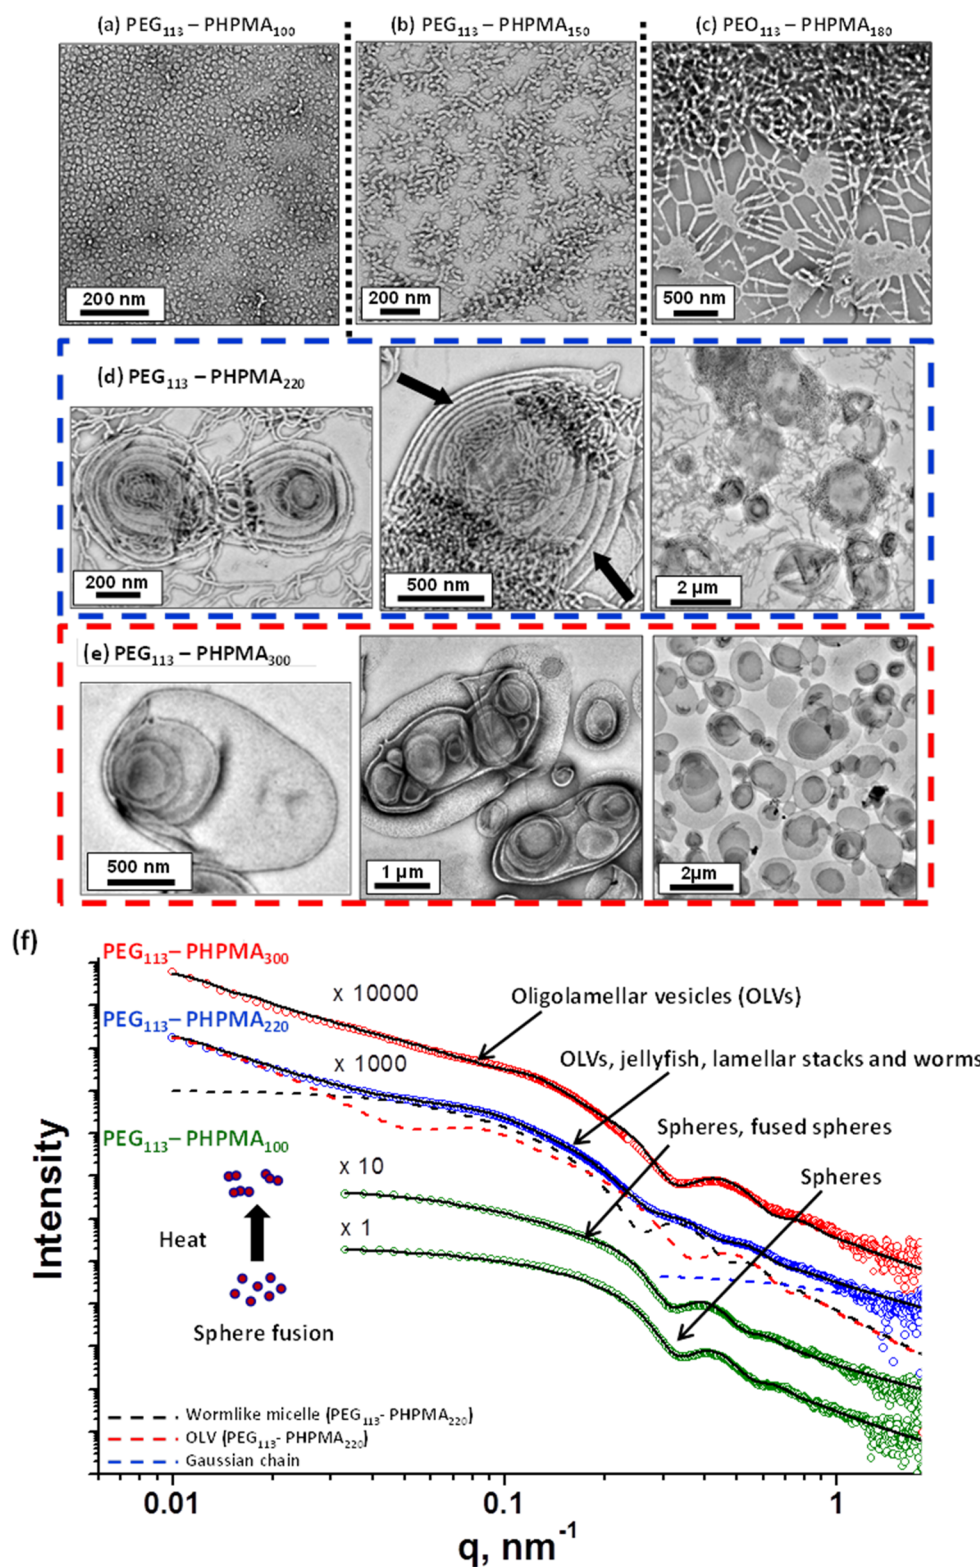 (a) PEG₁₁₃ – PHPMA₁₀₀
(b) PEG₁₁₃ – PHPMA₁₅₀
(c) PEO₁₁₃ – PHPMA₁₈₀
200 nm
200 nm
500 nm
(d) PEG₁₁₃ – PHPMA₂₂₀
200 nm
500 nm
2 µm
(e) PEG₁₁₃ – PHPMA₃₀₀
500 nm
1 µm
2µm
(f)
PEG₁₁₃– PHPMA₃₀₀
x 10000
Oligolamellar vesicles (OLVs)
PEG₁₁₃– PHPMA₂₂₀
x 1000
OLVs, jellyfish, lamellar stacks and worms
PEG₁₁₃– PHPMA₁₀₀
Spheres, fused spheres
x 10
Spheres
x 1
Heat
Sphere fusion
Intensity
Wormlike micelle (PEG₁₁₃- PHPMA₂₂₀)
OLV (PEG₁₁₃- PHPMA₂₂₀)
Gaussian chain
0.01
0.1
1
q, nm⁻¹